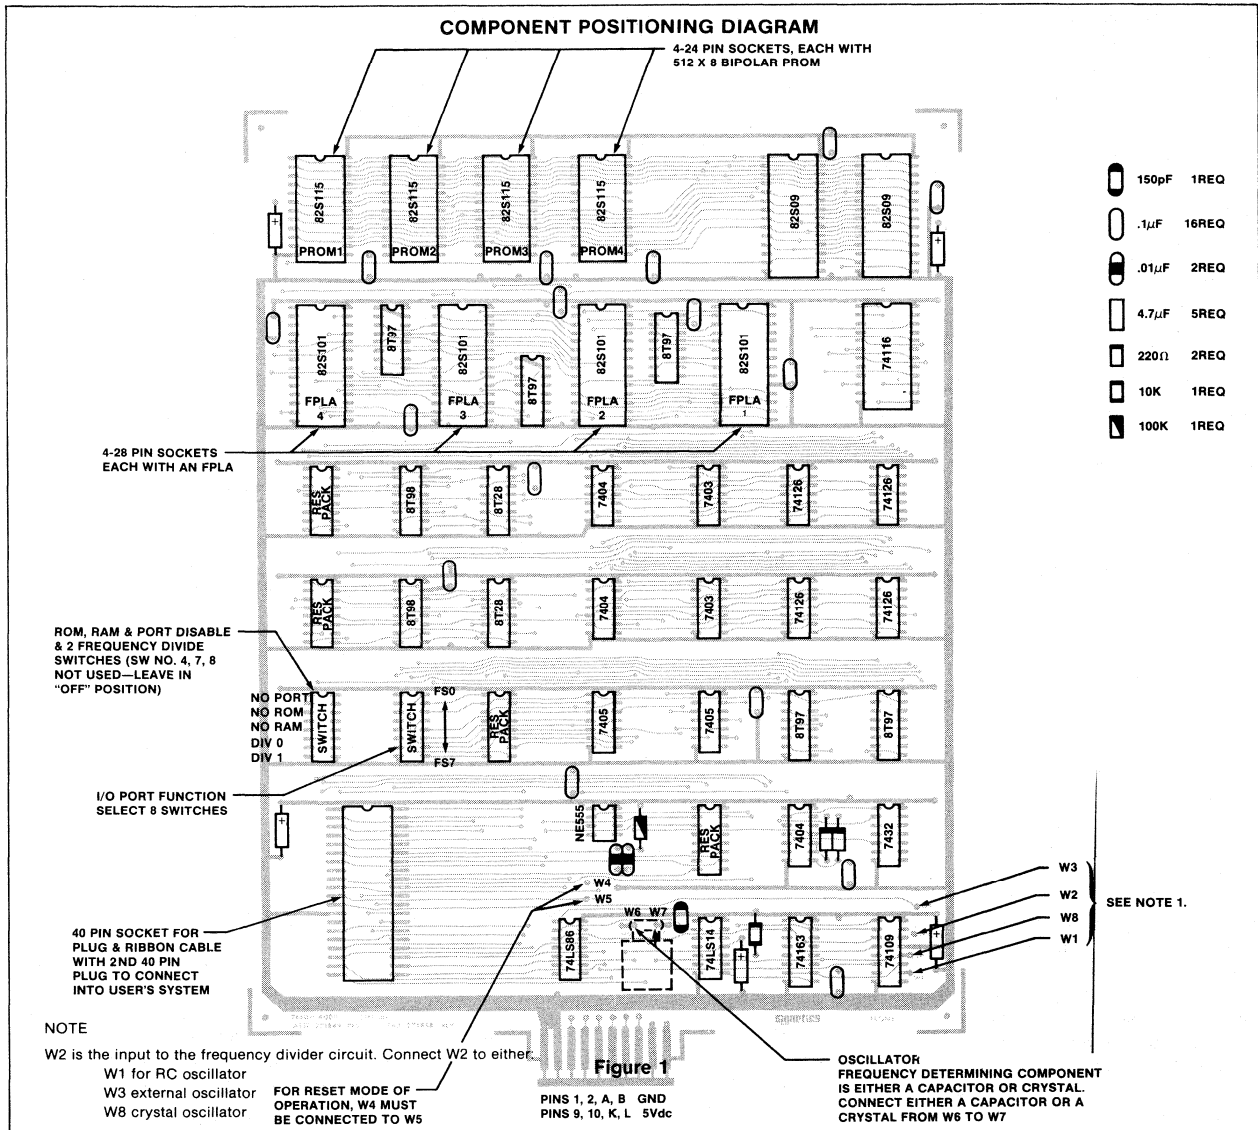 COMPONENT POSITIONING DIAGRAM
4-24 PIN SOCKETS, EACH WITH
512 X 8 BIPOLAR PROM
82S115
PROM1
82S115
PROM2
82S115
PROM3
82S115
PROM4
82S09
82S09
150pF 1REQ
.1µF 16REQ
.01µF 2REQ
4.7µF 5REQ
220Ω 2REQ
10K 1REQ
100K 1REQ
82S101
FPLA
4
8T97
82S101
FPLA
3
8T97
82S101
FPLA
2
8T97
82S101
FPLA
1
74116
4-28 PIN SOCKETS
EACH WITH AN FPLA
RES
PACK
8T98
8T28
7404
7403
74126
74126
RES
PACK
8T98
8T28
7404
7403
74126
74126
ROM, RAM & PORT DISABLE
& 2 FREQUENCY DIVIDE
SWITCHES (SW NO. 4, 7, 8
NOT USED—LEAVE IN
"OFF" POSITION)
NO PORT
NO ROM
NO RAM
DIV 0
DIV 1
SWITCH
SWITCH
FS0
FS7
RES
PACK
7405
7405
8T97
8T97
I/O PORT FUNCTION
SELECT 8 SWITCHES
NE555
RES
PACK
7404
7432
W4
W5
W6 W7
W3
W2
W8
W1
SEE NOTE 1.
40 PIN SOCKET FOR
PLUG & RIBBON CABLE
WITH 2ND 40 PIN
PLUG TO CONNECT
INTO USER'S SYSTEM
74LS86
74LS14
74163
74109
Signetics
NOTE
W2 is the input to the frequency divider circuit. Connect W2 to either:
W1 for RC oscillator
W3 external oscillator
W8 crystal oscillator
FOR RESET MODE OF
OPERATION, W4 MUST
BE CONNECTED TO W5
Figure 1
PINS 1, 2, A, B GND
PINS 9, 10, K, L 5Vdc
OSCILLATOR
FREQUENCY DETERMINING COMPONENT
IS EITHER A CAPACITOR OR CRYSTAL.
CONNECT EITHER A CAPACITOR OR A
CRYSTAL FROM W6 TO W7